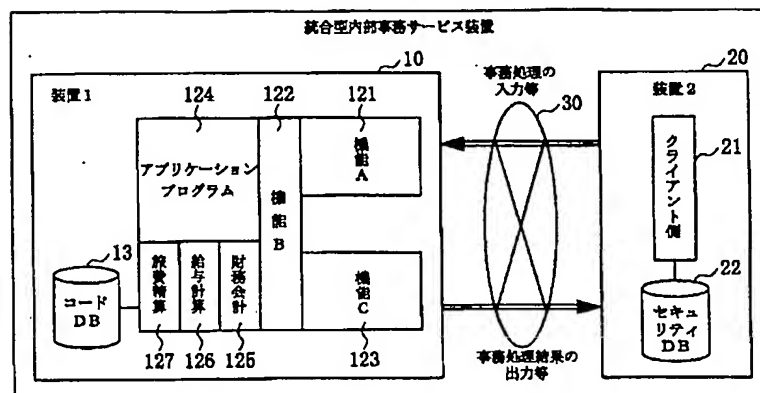 統合型内部事務サービス装置
10
装置1
124
122
121
アプリケーション
プログラム
機能B
機能A
13
コード
DB
旅費精算
給与計算
財務会計
機能C
127
126
125
123
事務処理の
入力等
30
事務処理結果の
出力等
20
装置2
クライアント側
21
22
セキュ
リティ
DB